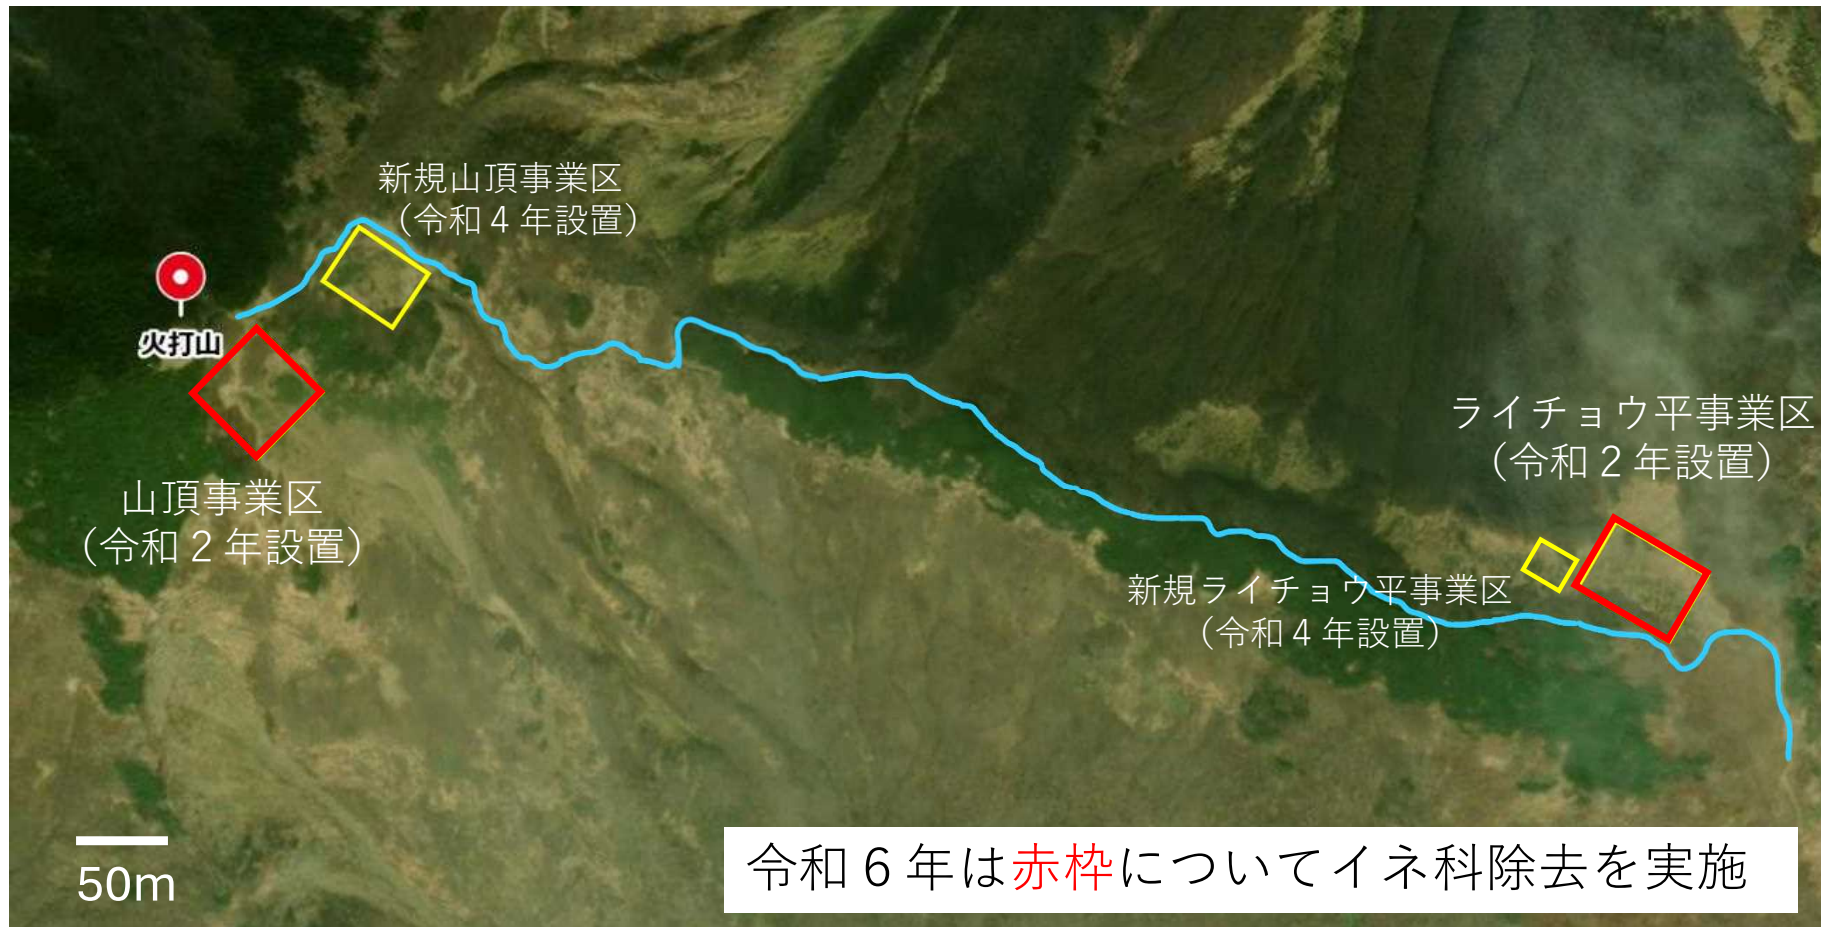 新規山頂事業区
（令和４年設置）
火打山
山頂事業区
（令和２年設置）
ライチョウ平事業区
（令和２年設置）
新規ライチョウ平事業区
（令和４年設置）
50m
令和６年は赤枠についてイネ科除去を実施